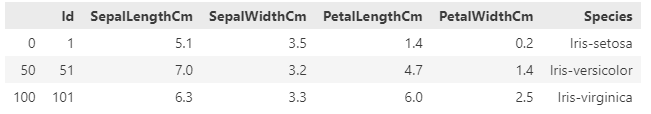 Id SepalLengthCm SepalWidthCm PetalLengthCm PetalWidthCm Species
0 1 5.1 3.5 1.4 0.2 Iris-setosa
50 51 7.0 3.2 4.7 1.4 Iris-versicolor
100 101 6.3 3.3 6.0 2.5 Iris-virginica